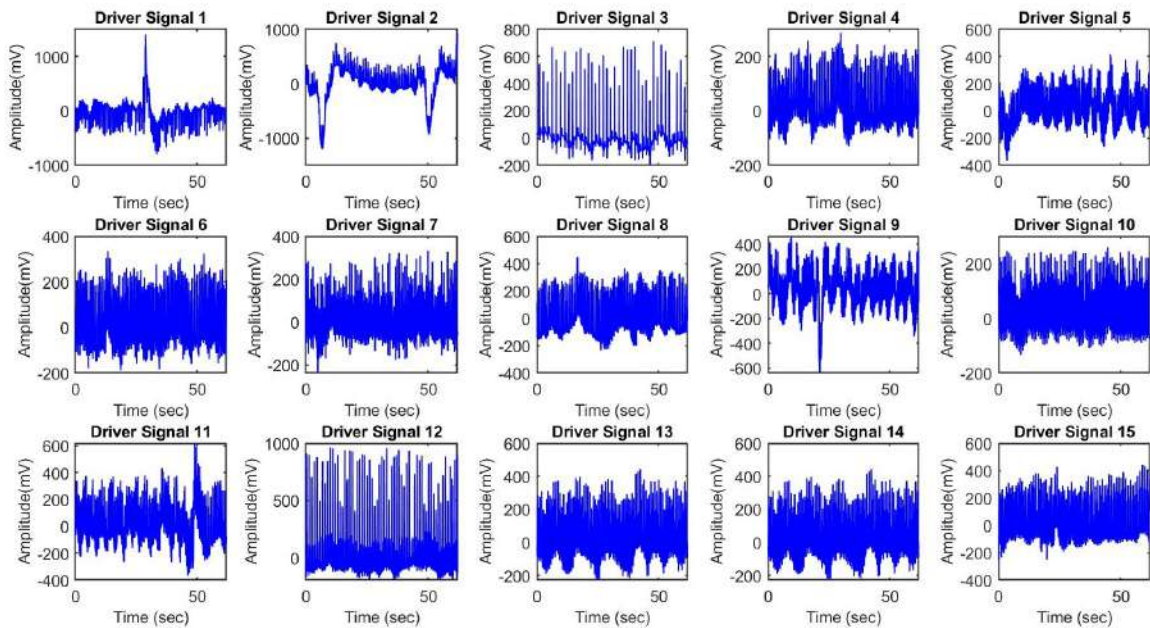 Driver Signal 1 Driver Signal 2 Driver Signal 3 Driver Signal 4 Driver Signal 5
Amplitude(mV) 1000 0 -1000 Amplitude(mV) 1000 0 -1000 Amplitude(mV) 800 600 400 200 0 -200 Amplitude(mV) 200 0 -200 Amplitude(mV) 600 400 200 0 -200 -400
0 50 0 50 0 50 0 50 0 50
Time (sec) Time (sec) Time (sec) Time (sec) Time (sec)
Driver Signal 6 Driver Signal 7 Driver Signal 8 Driver Signal 9 Driver Signal 10
Amplitude(mV) 400 200 0 -200 Amplitude(mV) 400 200 0 -200 Amplitude(mV) 600 400 200 0 -200 -400 Amplitude(mV) 400 200 0 -200 -400 -600 Amplitude(mV) 200 0 -200
0 50 0 50 0 50 0 50 0 50
Time (sec) Time (sec) Time (sec) Time (sec) Time (sec)
Driver Signal 11 Driver Signal 12 Driver Signal 13 Driver Signal 14 Driver Signal 15
Amplitude(mV) 600 400 200 0 -200 -400 Amplitude(mV) 1000 500 0 Amplitude(mV) 600 400 200 0 -200 Amplitude(mV) 600 400 200 0 -200 Amplitude(mV) 600 400 200 0 -200 -400
0 50 0 50 0 50 0 50 0 50
Time (sec) Time (sec) Time (sec) Time (sec) Time (sec)